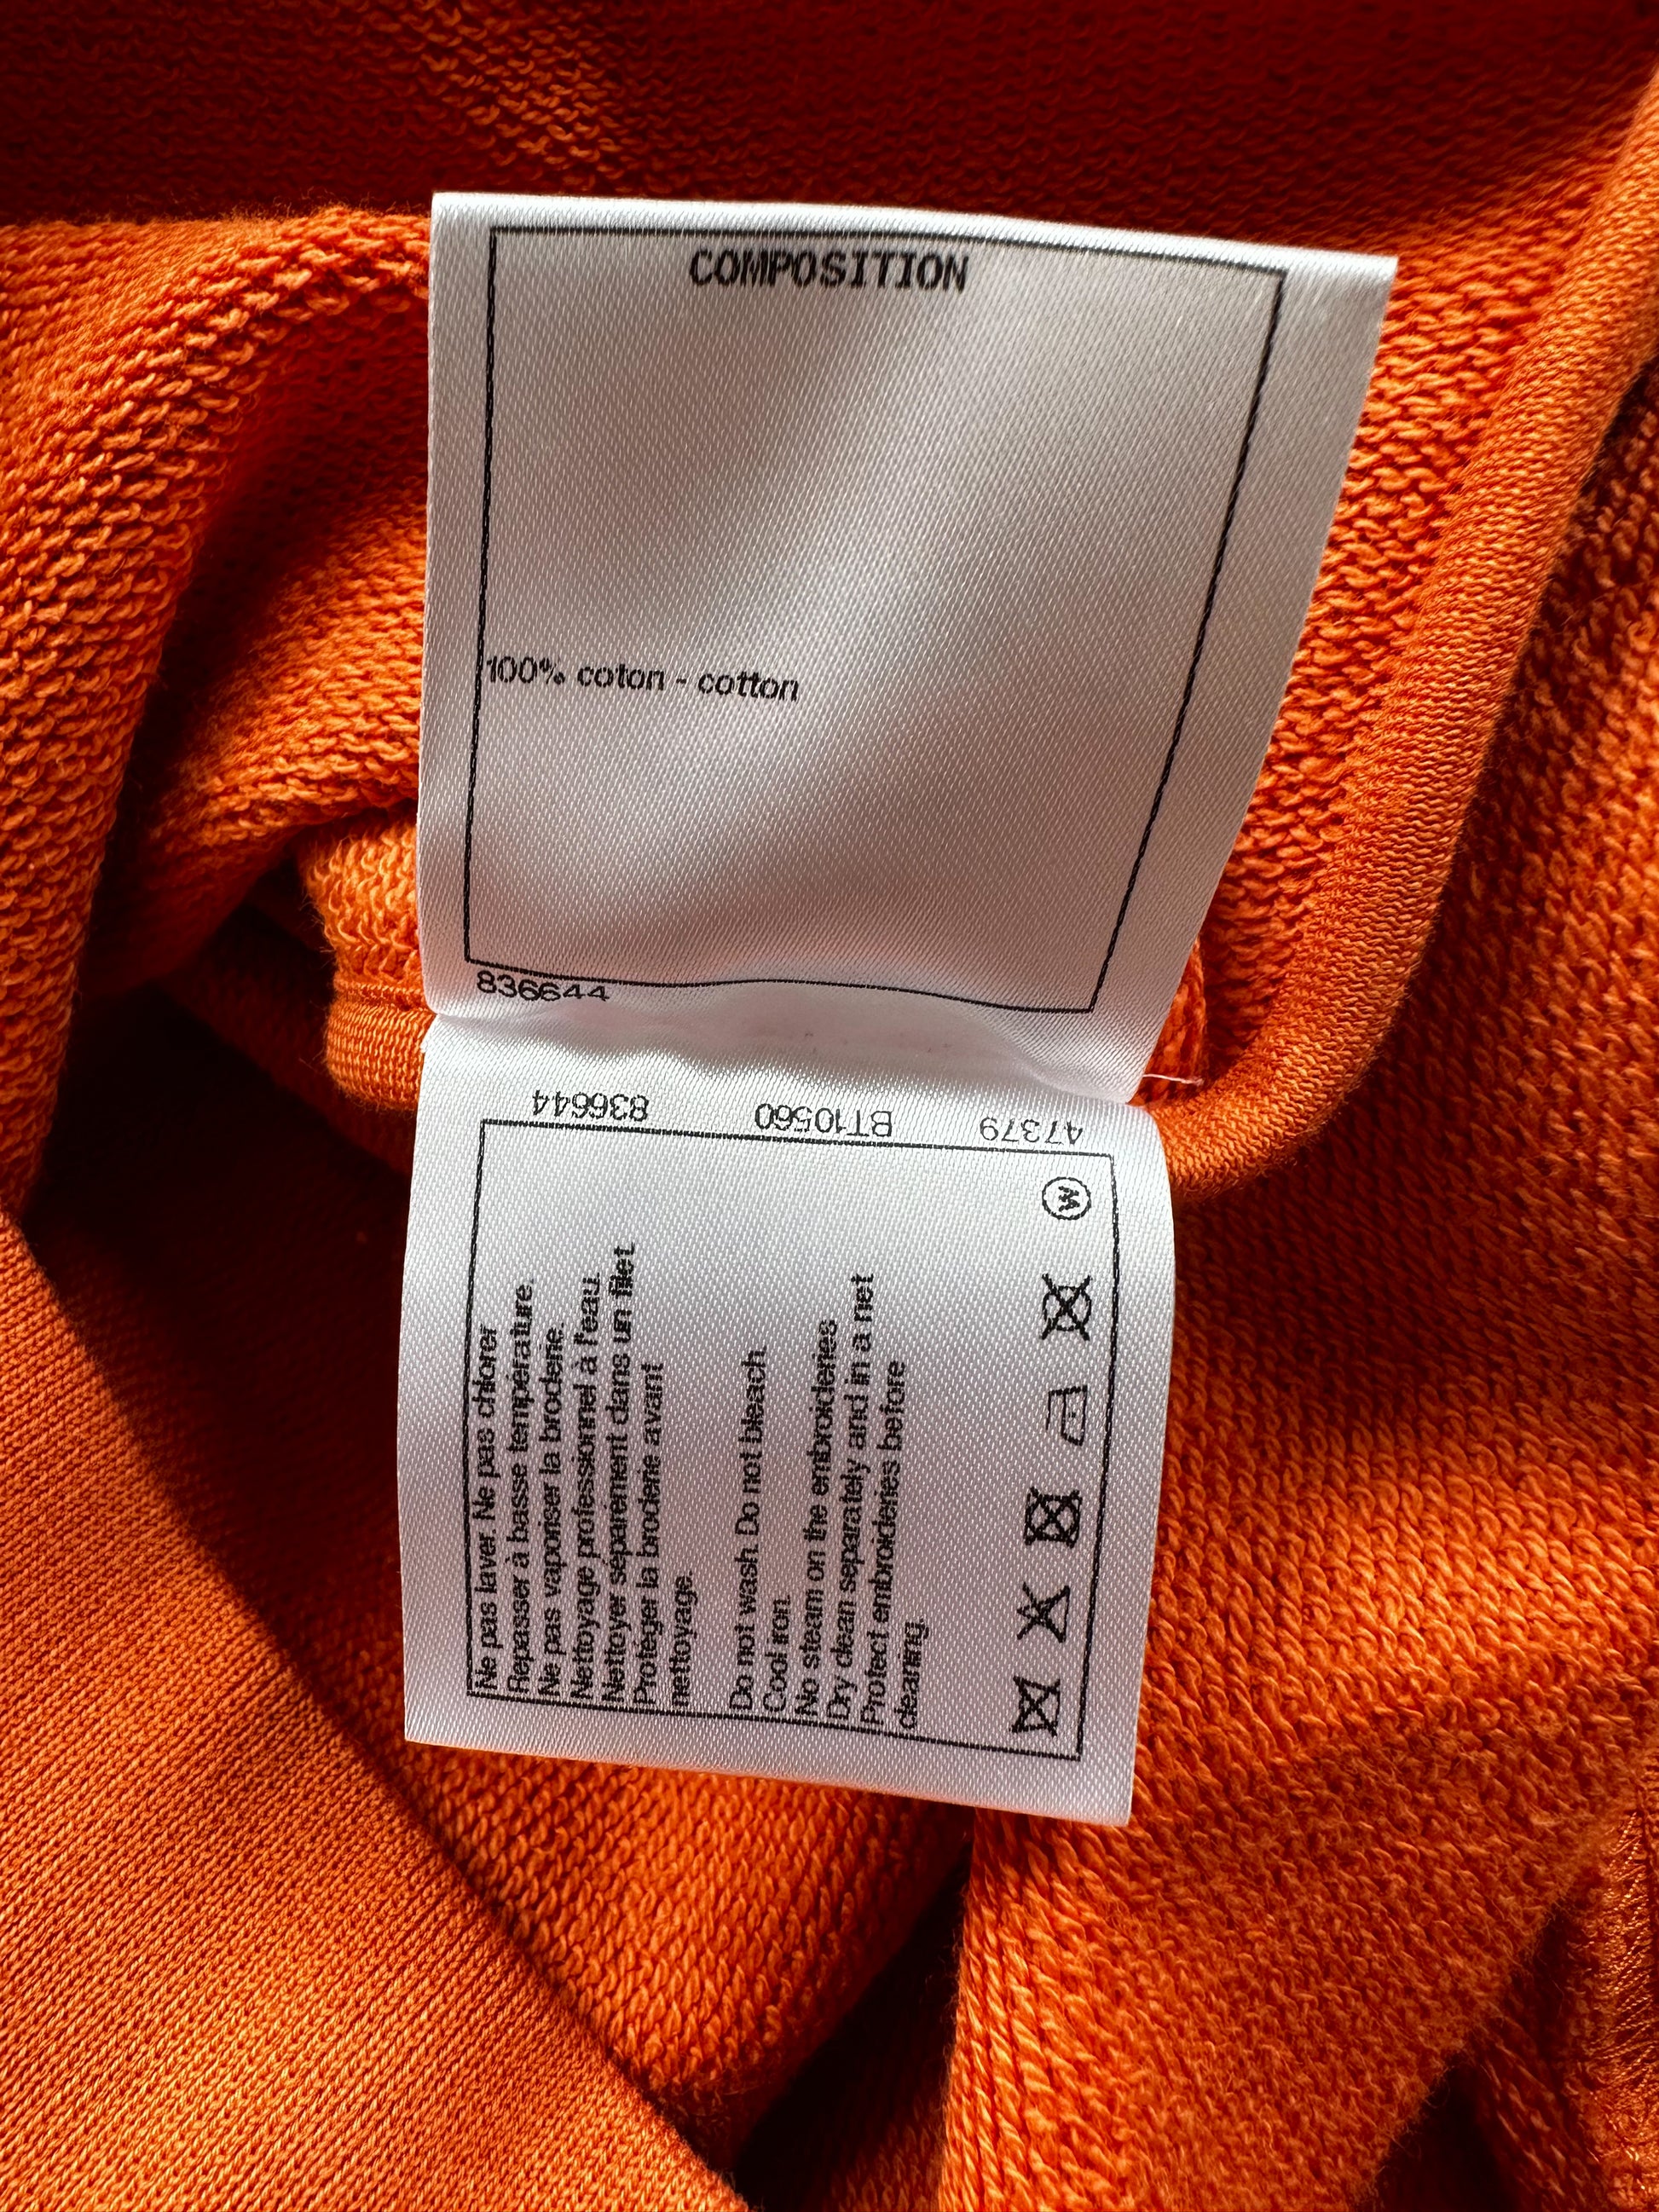 COMPOSITION
100% coton - cotton
836644
47379 BT10560 836644
Ne pas laver. Ne pas chlorer
Repasser à basse température.
Ne pas vaporiser la broderie.
Nettoyage professionnel à l'eau.
Nettoyer séparément dans un filet.
Protéger la broderie avant
nettoyage.
Do not wash. Do not bleach.
Cool iron.
No steam on the embroideries
Dry clean separately and in a net
Protect embroideries before
cleaning.
W